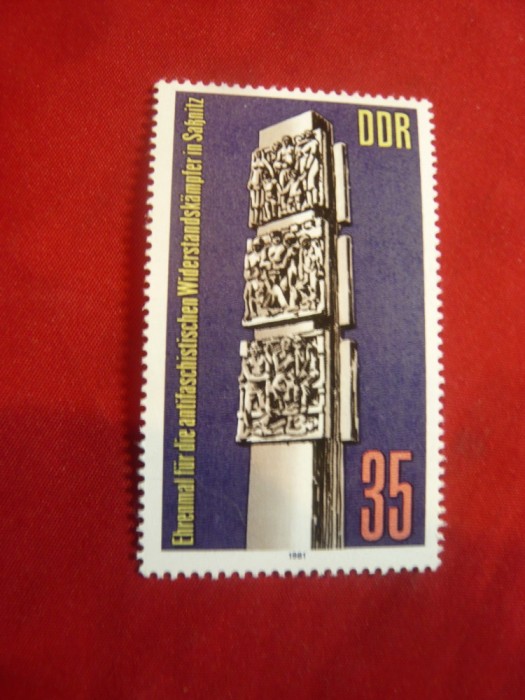 Ehrenmal für die antifaschistischen Widerstandskämpfer in Saßnitz
DDR
35
1981